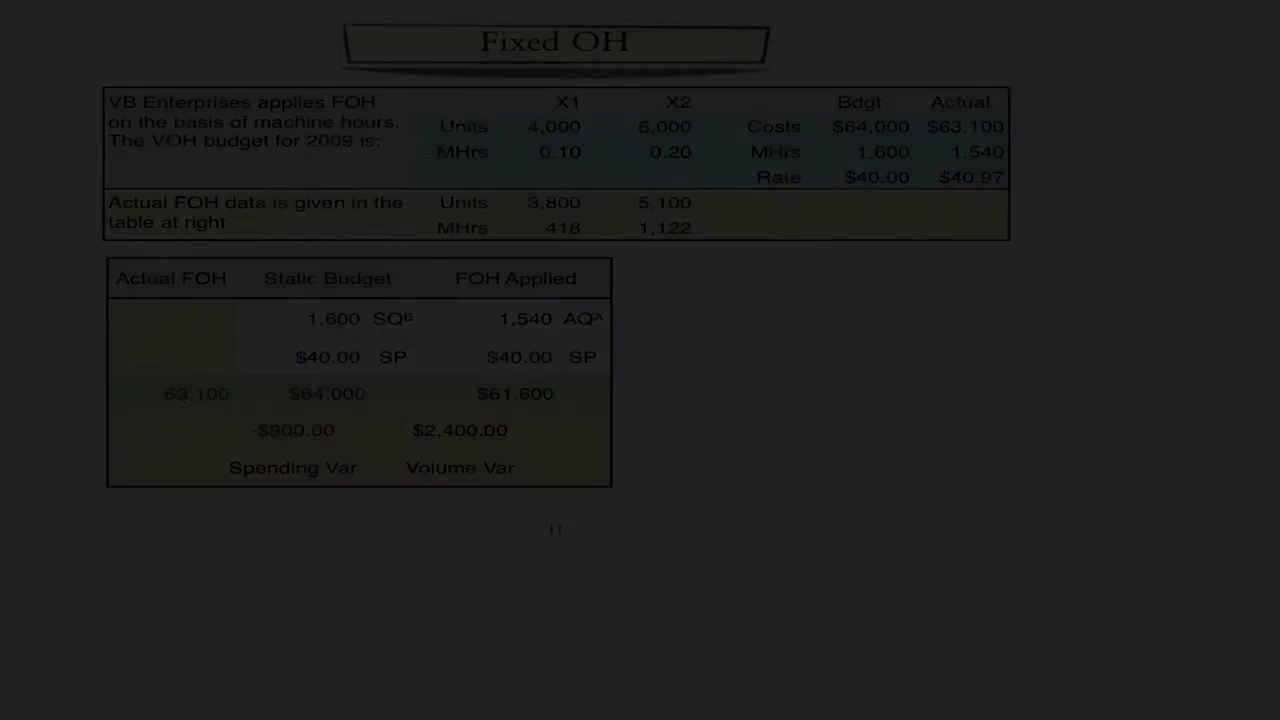 Fixed OH
VB Enterprises applies FOH
on the basis of machine hours.
The VOH budget for 2009 is:
X1 X2 Bdgt Actual
Units 4,000 6,000 Costs $64,000 $63,100
MHrs 0.10 0.20 MHrs 1,600 1,540
Rate $40.00 $40.97
Actual FOH data is given in the
table at right
Units 3,800 5,100
MHrs 418 1,122
Actual FOH Static Budget FOH Applied
1,600 SQᴮ 1,540 AQᴬ
$40.00 SP $40.00 SP
63,100 $64,000 $61,600
-$900.00 $2,400.00
Spending Var Volume Var
11